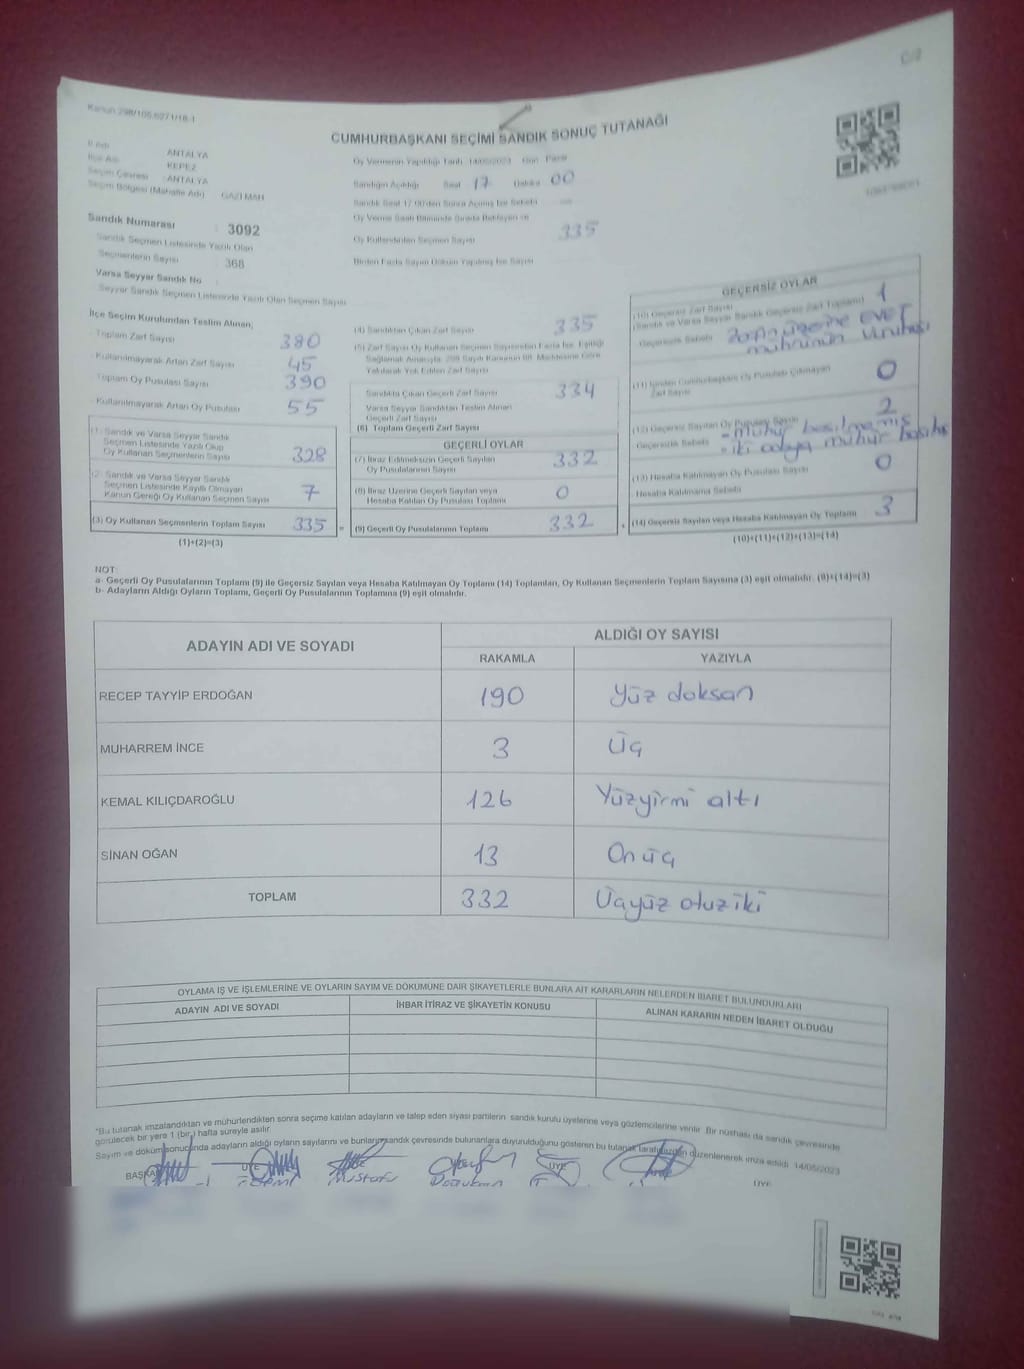 C/2
Kanun:298/105,6271/18-1
CUMHURBAŞKANI SEÇİMİ SANDIK SONUÇ TUTANAĞI
İl Adı ANTALYA
İlçe Adı KEPEZ
Seçim Çevresi ANTALYA
Seçim Bölgesi (Mahalle Adı) GAZİ MAH
Oy Vermenin Yapıldığı Tarih 14/05/2023 Gün Pazar
Sandığın Açıldığı Saat 17 Dakika 00
Sandık Saat 17:00'den Sonra Açılmış İse Sebebi
Sandık Numarası : 3092
Sandık Seçmen Listesinde Yazılı Olan
Seçmenlerin Sayısı 368
Varsa Seyyar Sandık No
Seyyar Sandık Seçmen Listesinde Yazılı Olan Seçmen Sayısı
Oy Kullandırılan Seçmen Sayısı 335
Birden Fazla Sayım Döküm Yapılmış İse Sayısı
İlçe Seçim Kurulundan Teslim Alınan;
Toplam Zarf Sayısı 380
Kullanılmayarak Artan Zarf Sayısı 45
Toplam Oy Pusulası Sayısı 390
Kullanılmayarak Artan Oy Pusulası 55
(1) Sandık ve Varsa Seyyar Sandık
Seçmen Listesinde Yazılı Olup
Oy Kullanan Seçmenlerin Sayısı 328
(2) Sandık ve Varsa Seyyar Sandık
Seçmen Listesinde Kayıtlı Olmayan
Kanun Gereği Oy Kullanan Seçmen Sayısı 7
(3) Oy Kullanan Seçmenlerin Toplam Sayısı 335 =
(1)+(2)=(3)
(4) Sandıktan Çıkan Zarf Sayısı 335
(5) Zarf Sayısı Oy Kullanan Seçmen Sayısından Fazla İse, Eşitliği
Sağlamak Amacıyla, 298 Sayılı Kanunun 98. Maddesine Göre
Yakılarak Yok Edilen Zarf Sayısı
Sandıkta Çıkan Geçerli Zarf Sayısı 334
Varsa Seyyar Sandıktan Teslim Alınan
Geçerli Zarf Sayısı
(6) Toplam Geçerli Zarf Sayısı
GEÇERLİ OYLAR
(7) İtiraz Edilmeksizin Geçerli Sayılan
Oy Pusulalarının Sayısı 332
(8) İtiraz Üzerine Geçerli Sayılan veya
Hesaba Katılan Oy Pusulası Toplamı 0
(9) Geçerli Oy Pusulalarının Toplamı 332 +
GEÇERSİZ OYLAR
(10) Geçersiz Zarf Sayısı
(Sandık ve Varsa Seyyar Sandık Geçersiz Zarf Toplamı) 1
Geçersizlik Sebebi Zarfın üzerine EVET
mührünün vurulması
(11) İçinden Cumhurbaşkanı Oy Pusulası Çıkmayan
Zarf Sayısı 0
(12) Geçersiz Sayılan Oy Pusulası Sayısı 2
Geçersizlik Sebebi - mühür basılmamış
- iki adaya mühür basılış
(13) Hesaba Katılmayan Oy Pusulası Sayısı 0
Hesaba Katılmama Sebebi
(14) Geçersiz Sayılan veya Hesaba Katılmayan Oy Toplamı 3
(10)+(11)+(12)+(13)=(14)
NOT:
a- Geçerli Oy Pusulalarının Toplamı (9) ile Geçersiz Sayılan veya Hesaba Katılmayan Oy Toplamı (14) Toplamları, Oy Kullanan Seçmenlerin Toplam Sayısına (3) eşit olmalıdır. (9)+(14)=(3)
b- Adayların Aldığı Oyların Toplamı, Geçerli Oy Pusulalarının Toplamına (9) eşit olmalıdır.
ADAYIN ADI VE SOYADI ALDIĞI OY SAYISI
RAKAMLA YAZIYLA
RECEP TAYYİP ERDOĞAN 190 Yüz doksan
MUHARREM İNCE 3 Üç
KEMAL KILIÇDAROĞLU 126 Yüzyirmi altı
SİNAN OĞAN 13 On üç
TOPLAM 332 Üçyüz otuz iki
OYLAMA İŞ VE İŞLEMLERİNE VE OYLARIN SAYIM VE DÖKÜMÜNE DAİR ŞİKAYETLERLE BUNLARA AİT KARARLARIN NELERDEN İBARET BULUNDUKLARI
ADAYIN ADI VE SOYADI İHBAR İTİRAZ VE ŞİKAYETİN KONUSU ALINAN KARARIN NEDEN İBARET OLDUĞU
*Bu tutanak imzalandıktan ve mühürlendikten sonra seçime katılan adayların ve talep eden siyasi partilerin sandık kurulu üyelerine veya gözlemcilerine verilir. Bir nüshası da sandık çevresinde
görülecek bir yere 1 (bir) hafta süreyle asılır.
Sayım ve döküm sonucunda adayların aldığı oyların sayılarını ve bunların sandık çevresinde bulunanlara duyurulduğunu gösteren bu tutanak tarafımızdan düzenlenerek imza edildi. 14/05/2023
BAŞKAN ÜYE ÜYE ÜYE
Mustafa